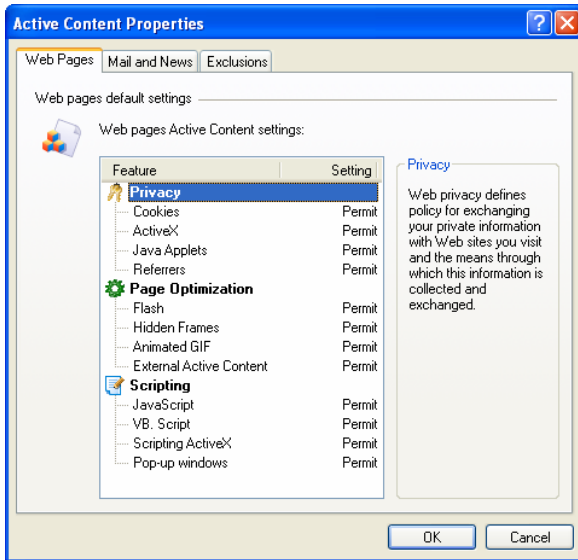 Active Content Properties
Web Pages Mail and News Exclusions
Web pages default settings
Web pages Active Content settings:
Feature Setting
Privacy
Cookies Permit
ActiveX Permit
Java Applets Permit
Referrers Permit
Page Optimization
Flash Permit
Hidden Frames Permit
Animated GIF Permit
External Active Content Permit
Scripting
JavaScript Permit
VB. Script Permit
Scripting ActiveX Permit
Pop-up windows Permit
Privacy
Web privacy defines
policy for exchanging
your private information
with Web sites you visit
and the means through
which this information is
collected and
exchanged.
OK Cancel